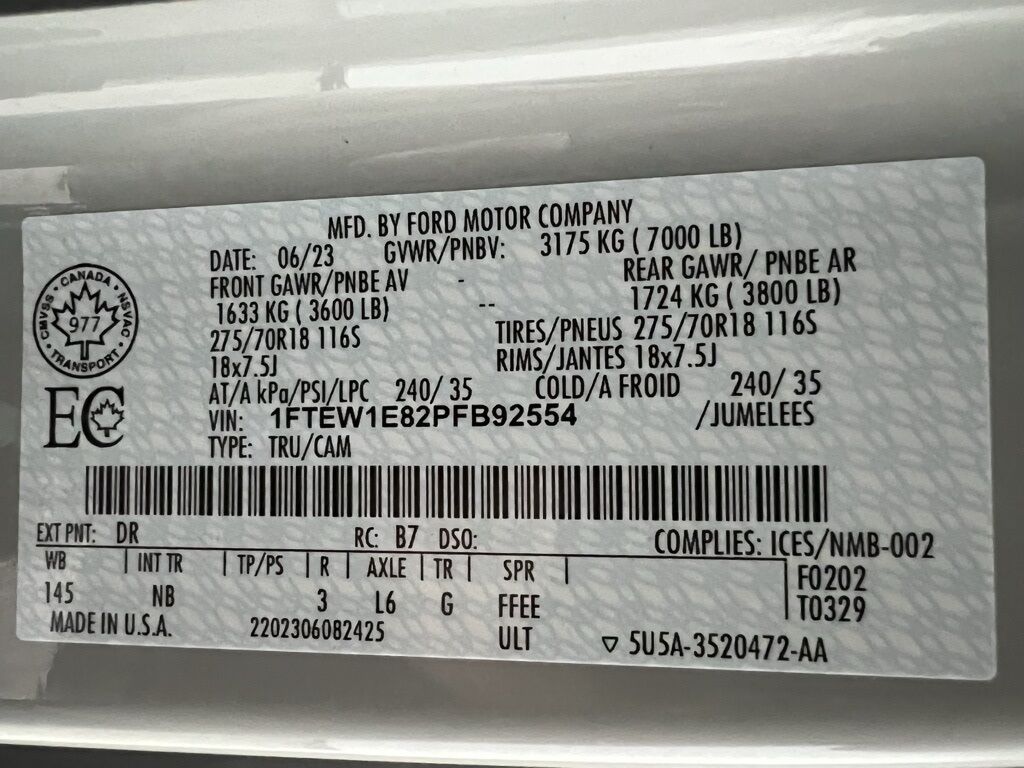 MFD. BY FORD MOTOR COMPANY
DATE: 06/23 GVWR/PNBV: 3175 KG ( 7000 LB)
FRONT GAWR/PNBE AV - REAR GAWR/ PNBE AR
1633 KG ( 3600 LB) -- 1724 KG ( 3800 LB)
275/70R18 116S TIRES/PNEUS 275/70R18 116S
18x7.5J RIMS/JANTES 18x7.5J
AT/A kPa/PSI/LPC 240/ 35 COLD/A FROID 240/ 35
VIN: 1FTEW1E82PFB92554 /JUMELEES
TYPE: TRU/CAM
CANADA
NSVAC
TRANSPORT
CMVSS
977
EC
EXT PNT: DR RC: B7 DSO: COMPLIES: ICES/NMB-002
WB | INT TR | TP/PS | R | AXLE | TR | SPR | F0202
145 NB 3 L6 G FFEE T0329
MADE IN U.S.A. 2202306082425 ULT ▽ 5U5A-3520472-AA